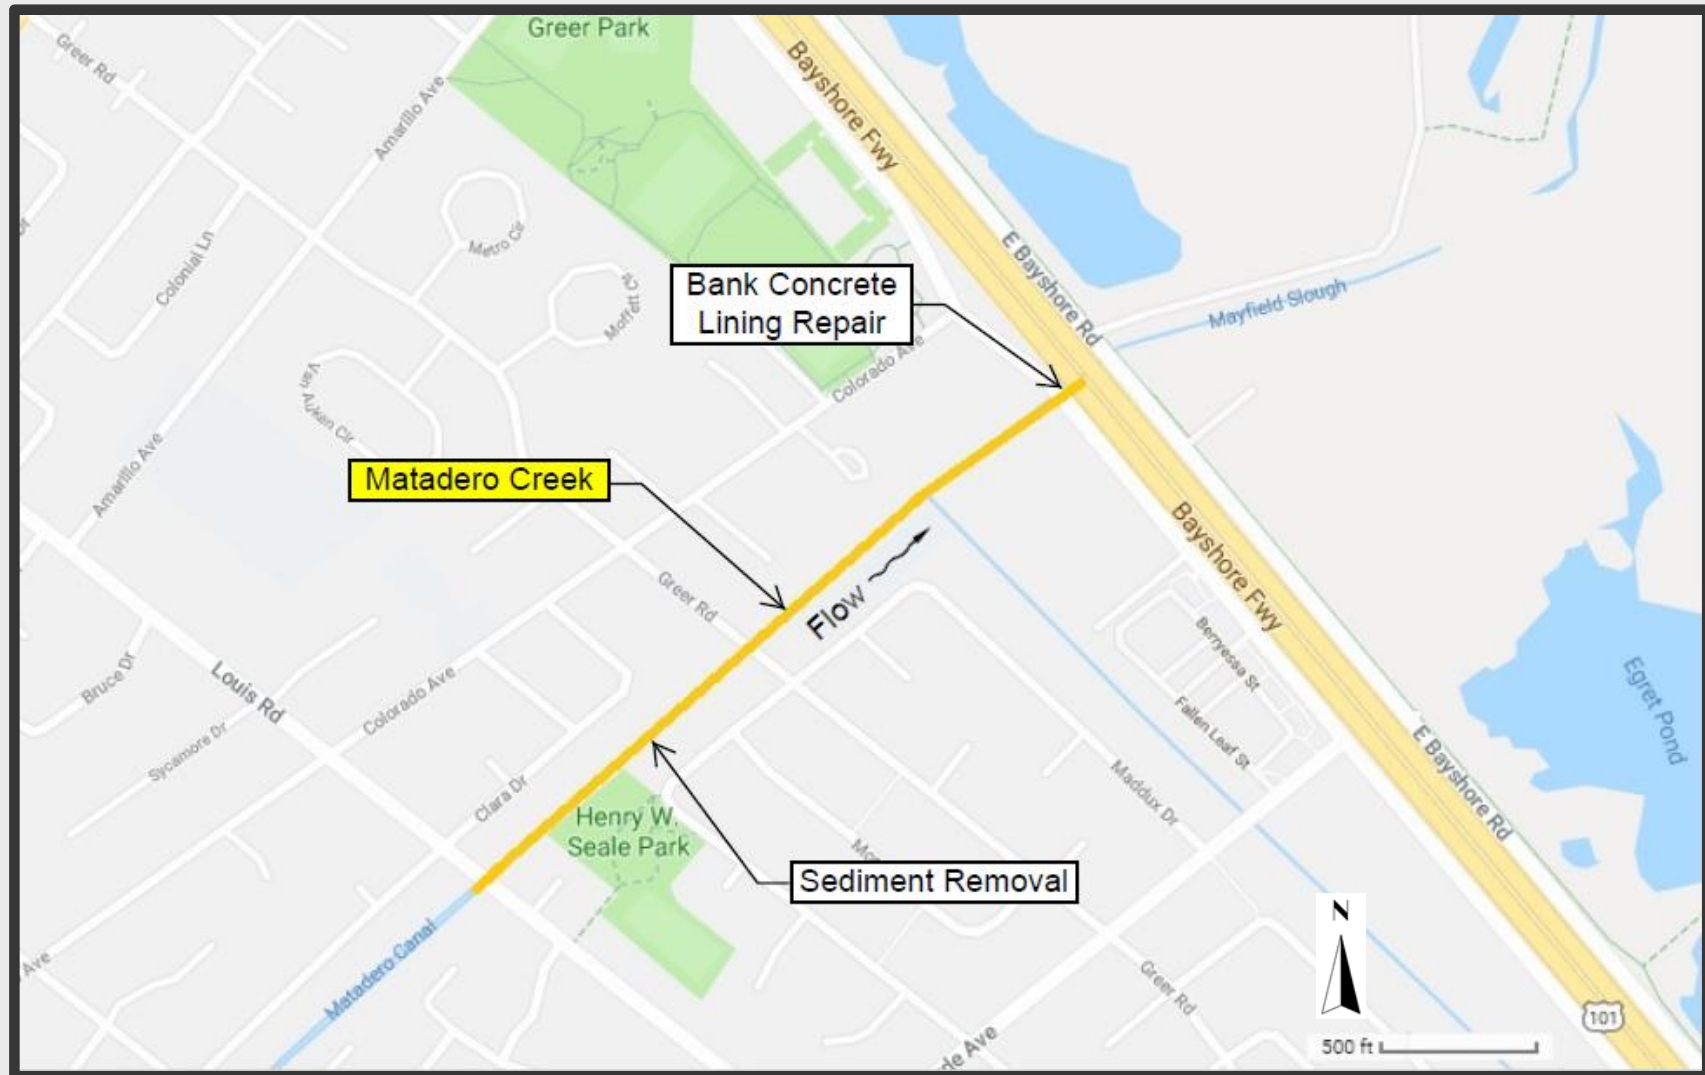 Greer Park
Greer Rd
Bayshore Fwy
Amarillo Ave
Metro Cir
Colonial Ln
E Bayshore Rd
Mayfield Slough
Bank Concrete
Lining Repair
Colorado Ave
Van Auken Cir
Matadero Creek
Amarillo Ave
Bayshore Fwy
Greer Rd
Flow
Berryessa St
Bruce Dr
Louis Rd
Colorado Ave
Sycamore Dr
Clara Dr
Fallen Leaf St
Egret Pond
E Bayshore Rd
Maddux Dr
Henry W.
Seale Park
Sediment Removal
N
Matadero Canal
Ave
Greer Rd
101
500 ft
de Ave